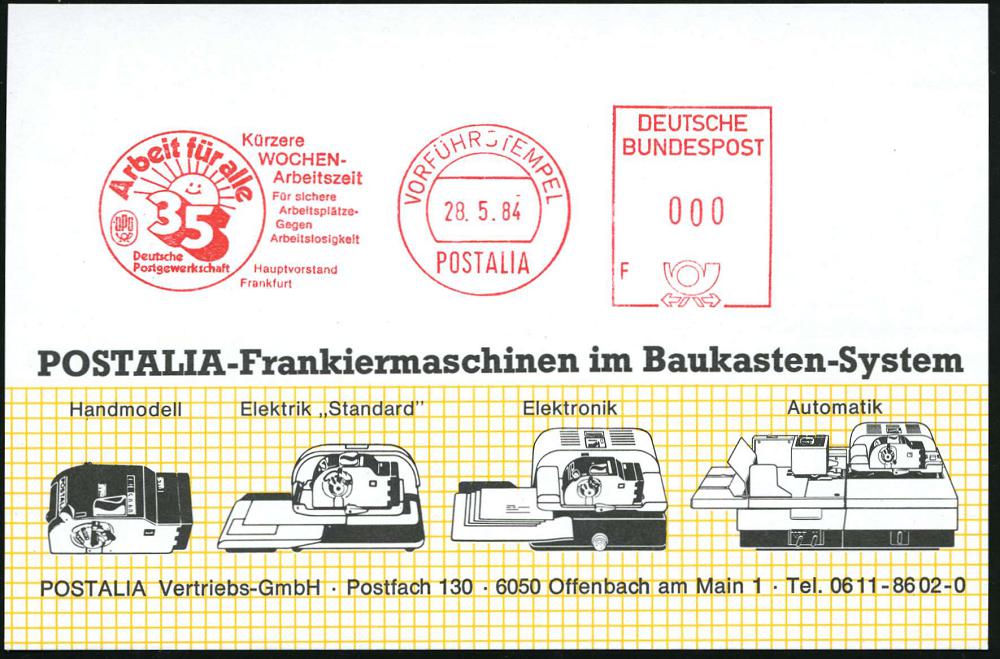 Arbeit für alle
35
DPG
Deutsche
Postgewerkschaft
Kürzere
WOCHEN-
Arbeitszeit
Für sichere
Arbeitsplätze-
Gegen
Arbeitslosigkeit
Hauptvorstand
Frankfurt
VORFÜHRSTEMPEL
28. 5. 84
POSTALIA
DEUTSCHE
BUNDESPOST
000
F
POSTALIA-Frankiermaschinen im Baukasten-System
Handmodell Elektrik „Standard" Elektronik Automatik
POSTALIA Vertriebs-GmbH · Postfach 130 · 6050 Offenbach am Main 1 · Tel. 0611-8602-0